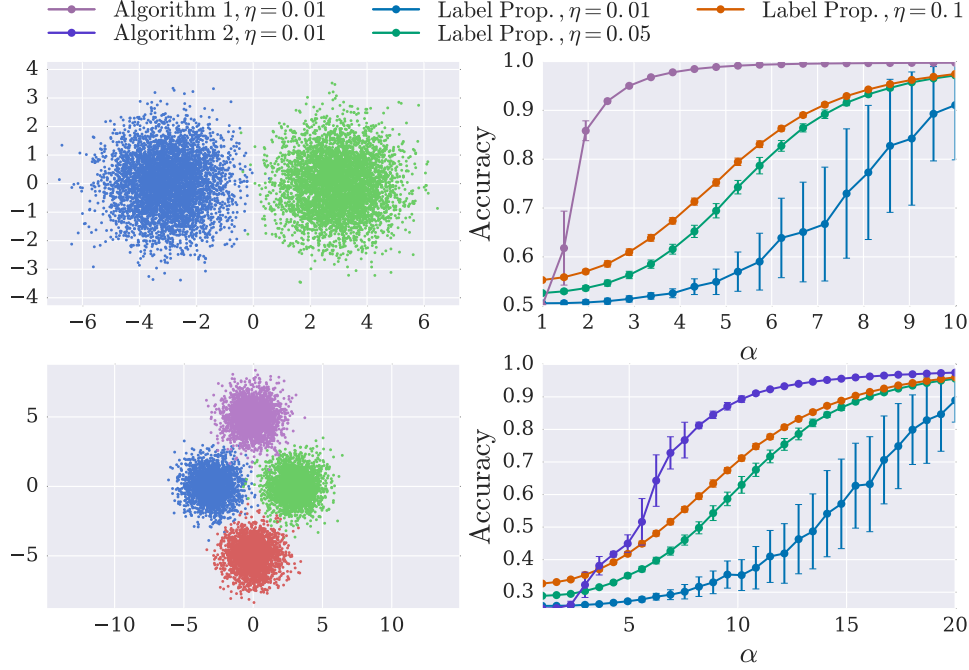 Algorithm 1, η = 0.01
Label Prop., η = 0.01
Label Prop., η = 0.1
Algorithm 2, η = 0.01
Label Prop., η = 0.05
4
3
2
1
0
−1
−2
−3
−4
−6 −4 −2 0 2 4 6
Accuracy
1.0
0.9
0.8
0.7
0.6
0.5
1 2 3 4 5 6 7 8 9 10
α
5
0
−5
−10 −5 0 5 10
Accuracy
1.0
0.9
0.8
0.7
0.6
0.5
0.4
0.3
5 10 15 20
α